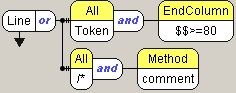 All EndColumn
Line or and
Token $$>=80
All Method
and
/* comment